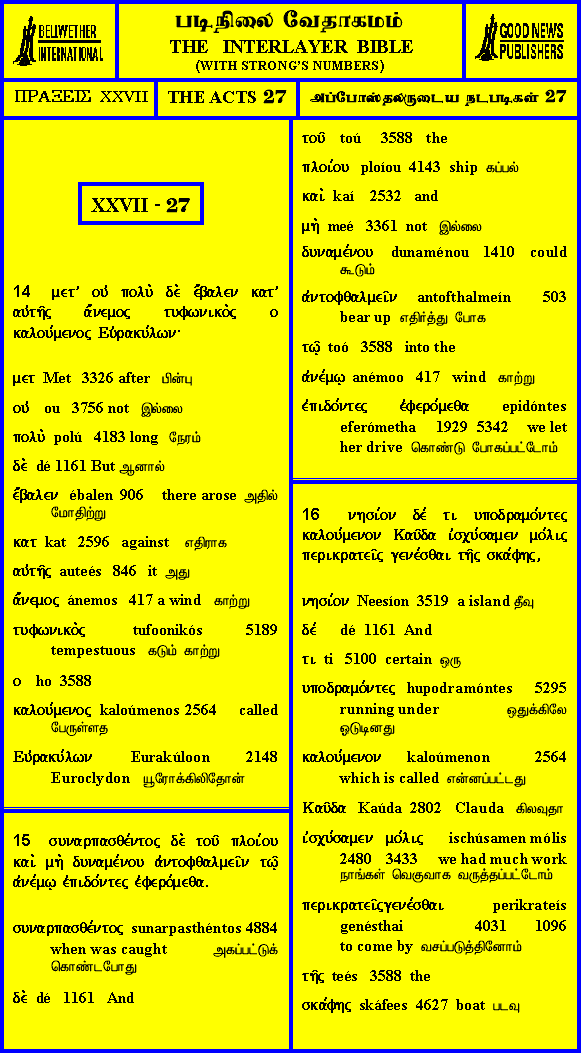 BELLWETHER
INTERNATIONAL
படிநிலை வேதாகமம்
THE INTERLAYER BIBLE
(WITH STRONG'S NUMBERS)
GOOD NEWS
PUBLISHERS
ΠΡΑΞΕΙΣ XXVII
THE ACTS 27
அப்போஸ்தலருடைய நடபடிகள் 27
XXVII - 27
14 μετ' οὐ πολὺ δὲ ἔβαλεν κατ'
αὐτῆς ἄνεμος τυφωνικὸς ο
καλούμενος Εὐρακύλων·
μετ Met 3326 after பின்பு
οὐ ou 3756 not இல்லை
πολὺ polú 4183 long நேரம்
δὲ dé 1161 But ஆனால்
ἔβαλεν ébalen 906 there arose அதில்
மோதிற்று
κατ kat 2596 against எதிராக
αὐτῆς auteés 846 it அது
ἄνεμος ánemos 417 a wind காற்று
τυφωνικὸς tufoonikós 5189
tempestuous கடும் காற்று
ο ho 3588
καλούμενος kaloúmenos 2564 called
பேருள்ளத
Εὐρακύλων Eurakúloon 2148
Euroclydon யூரோக்கிலிதோன்
15 συναρπασθέντος δὲ τοῦ πλοίου
καὶ μὴ δυναμένου ἀντοφθαλμεῖν τῷ
ἀνέμῳ ἐπιδόντες ἐφερόμεθα.
συναρπασθέντος sunarpasthéntos 4884
when was caught அகப்பட்டுக்
கொண்டபோது
δὲ dé 1161 And
τοῦ toú 3588 the
πλοίου ploíou 4143 ship கப்பல்
καὶ kaí 2532 and
μὴ meé 3361 not இல்லை
δυναμένου dunaménou 1410 could
கூடும்
ἀντοφθαλμεῖν antofthalmeín 503
bear up எதிர்த்து போக
τῷ toó 3588 into the
ἀνέμῳ anémoo 417 wind காற்று
ἐπιδόντες ἐφερόμεθα epidóntes
eferómetha 1929 5342 we let
her drive கொண்டு போகப்பட்டோம்
16 νησίον δέ τι υποδραμόντες
καλούμενον Καῦδα ἰσχύσαμεν μόλις
περικρατεῖς γενέσθαι τῆς σκάφης,
νησίον Neesíon 3519 a island தீவு
δέ dé 1161 And
τι ti 5100 certain ஒரு
υποδραμόντες hupodramóntes 5295
running under ஒதுக்கிலே
ஓடுடினது
καλούμενον kaloúmenon 2564
which is called என்னப்பட்டது
Καῦδα Kaúda 2802 Clauda கிலவுதா
ἰσχύσαμεν μόλις ischúsamen mólis
2480 3433 we had much work
நாங்கள் வெகுவாக வருத்தப்பட்டோம்
περικρατεῖςγενέσθαι perikrateís
genésthai 4031 1096
to come by வசப்படுத்தினோம்
τῆς teés 3588 the
σκάφης skáfees 4627 boat படவு